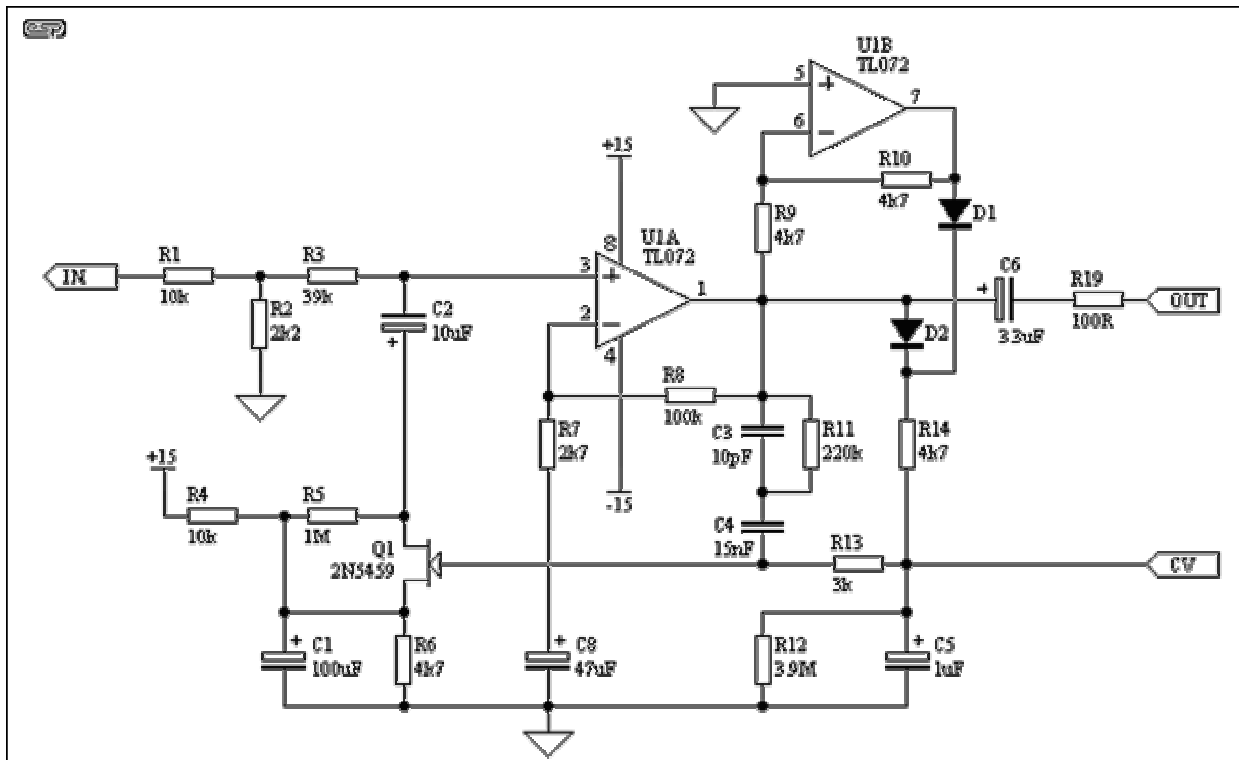 ESP
U1B
TL072
5
+
7
6
−
+15
R10
4k7
D1
R9
4k7
U1A
TL072
8
IN
R1
10k
R3
39k
3
+
1
C6
+
33uF
R19
100R
OUT
R2
2k2
C2
10uF
+
2
−
4
D2
R8
100k
R7
2k7
C3
10pF
R11
220k
R14
4k7
+15
-15
R4
10k
R5
1M
C4
15nF
Q1
2N5459
R13
3k
CV
+
C1
100uF
R6
4k7
+
C8
47uF
R12
3.9M
+
C5
1uF